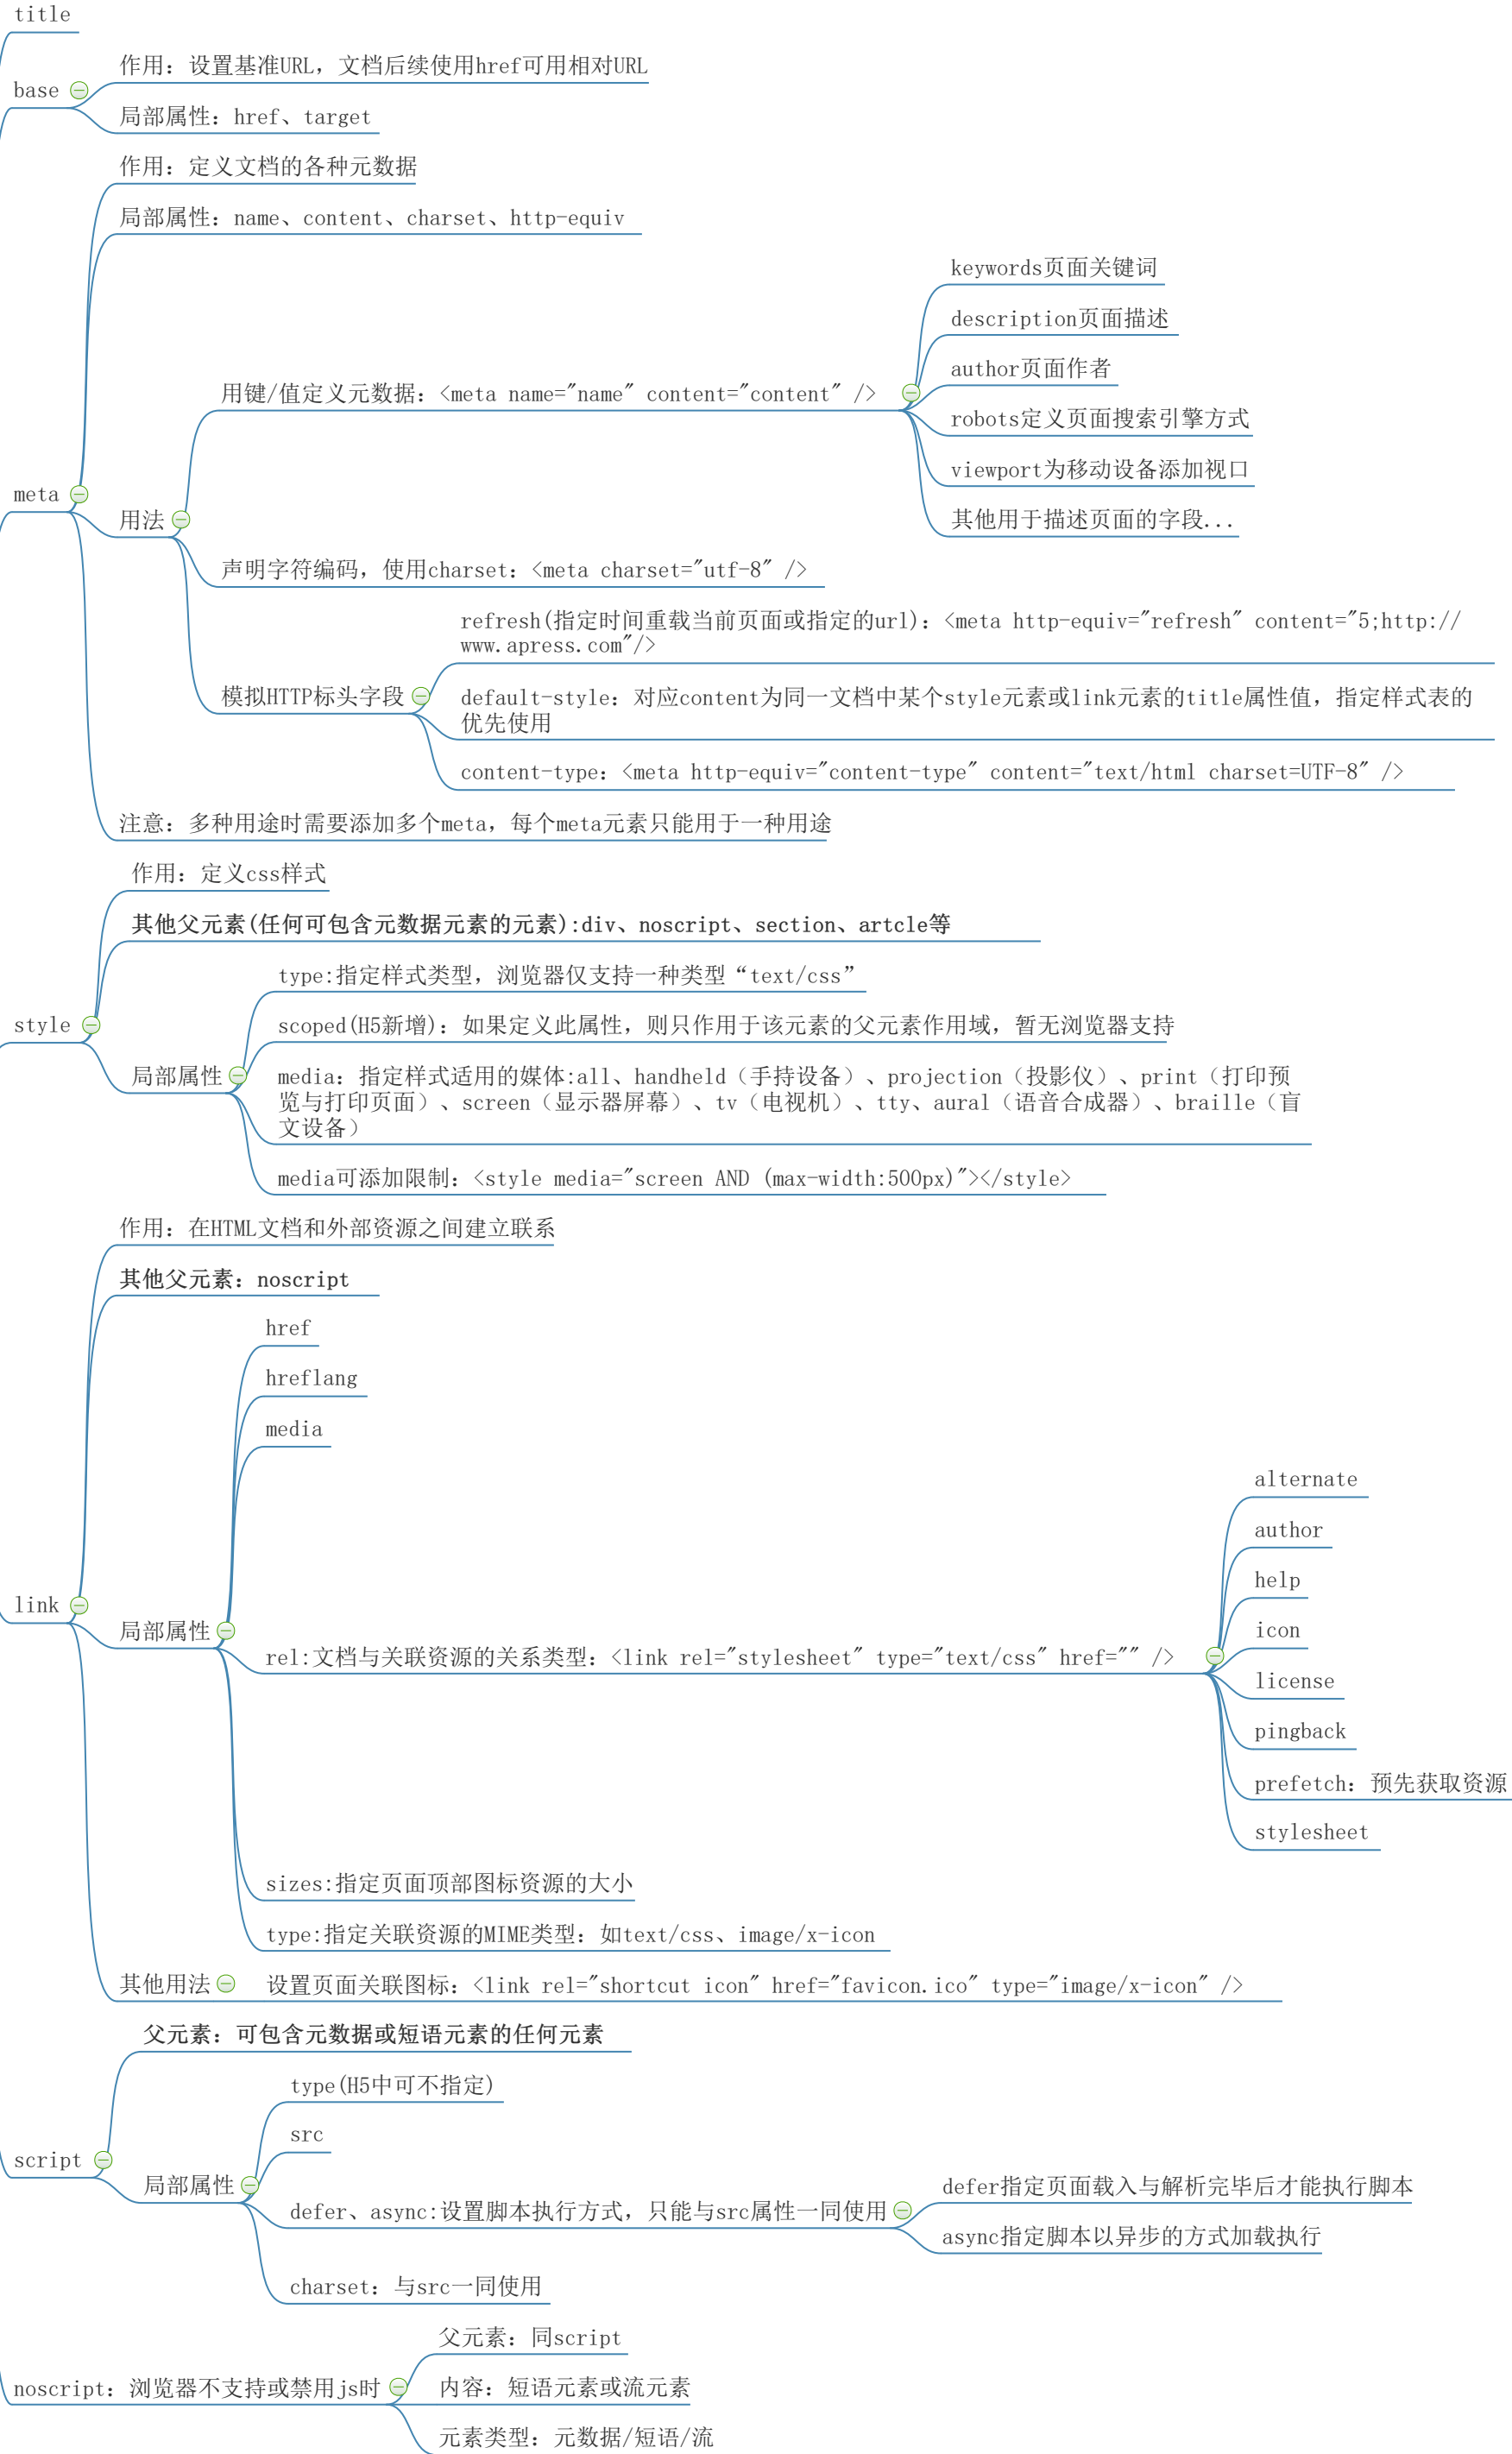 title
base
作用：设置基准URL，文档后续使用href可用相对URL
局部属性：href、target
meta
作用：定义文档的各种元数据
局部属性：name、content、charset、http-equiv
用法
用键/值定义元数据：<meta name="name" content="content" />
keywords页面关键词
description页面描述
author页面作者
robots定义页面搜索引擎方式
viewport为移动设备添加视口
其他用于描述页面的字段...
声明字符编码，使用charset：<meta charset="utf-8" />
模拟HTTP标头字段
refresh(指定时间重载当前页面或指定的url)：<meta http-equiv="refresh" content="5;http://
www.apress.com"/>
default-style：对应content为同一文档中某个style元素或link元素的title属性值，指定样式表的
优先使用
content-type：<meta http-equiv="content-type" content="text/html charset=UTF-8" />
注意：多种用途时需要添加多个meta，每个meta元素只能用于一种用途
style
作用：定义css样式
其他父元素(任何可包含元数据元素的元素):div、noscript、section、artcle等
局部属性
type:指定样式类型，浏览器仅支持一种类型“text/css”
scoped(H5新增)：如果定义此属性，则只作用于该元素的父元素作用域，暂无浏览器支持
media：指定样式适用的媒体:all、handheld（手持设备）、projection（投影仪）、print（打印预
览与打印页面）、screen（显示器屏幕）、tv（电视机）、tty、aural（语音合成器）、braille（盲
文设备）
media可添加限制：<style media="screen AND (max-width:500px)"></style>
link
作用：在HTML文档和外部资源之间建立联系
其他父元素：noscript
局部属性
href
hreflang
media
rel:文档与关联资源的关系类型：<link rel="stylesheet" type="text/css" href="" />
alternate
author
help
icon
license
pingback
prefetch：预先获取资源
stylesheet
sizes:指定页面顶部图标资源的大小
type:指定关联资源的MIME类型：如text/css、image/x-icon
其他用法
设置页面关联图标：<link rel="shortcut icon" href="favicon.ico" type="image/x-icon" />
script
父元素：可包含元数据或短语元素的任何元素
局部属性
type(H5中可不指定)
src
defer、async:设置脚本执行方式，只能与src属性一同使用
defer指定页面载入与解析完毕后才能执行脚本
async指定脚本以异步的方式加载执行
charset：与src一同使用
noscript：浏览器不支持或禁用js时
父元素：同script
内容：短语元素或流元素
元素类型：元数据/短语/流